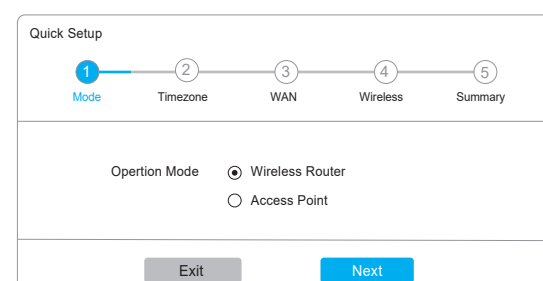 Quick Setup
1 2 3 4 5
Mode Timezone WAN Wireless Summary
Opertion Mode Wireless Router
Access Point
Exit Next